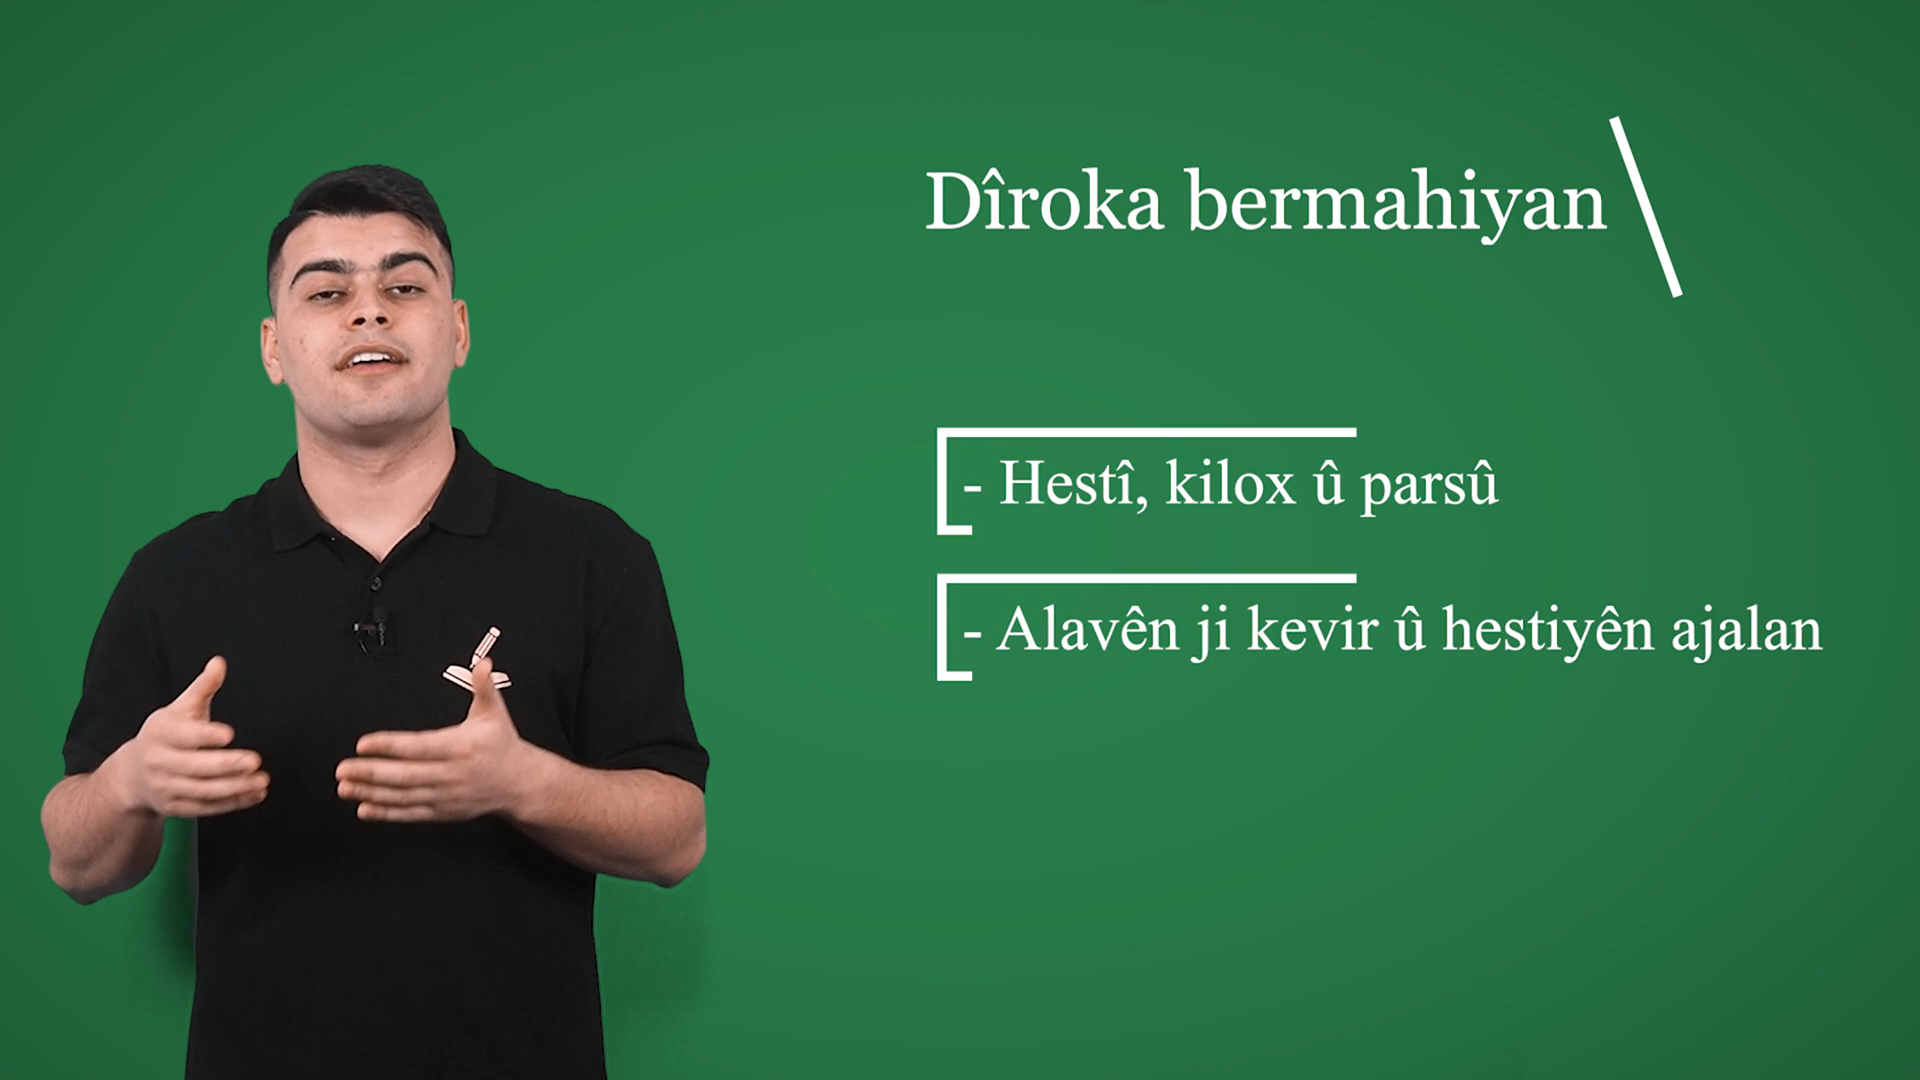 Dîroka bermahiyan
- Hestî, kilox û parsû
- Alavên ji kevir û hestiyên ajalan